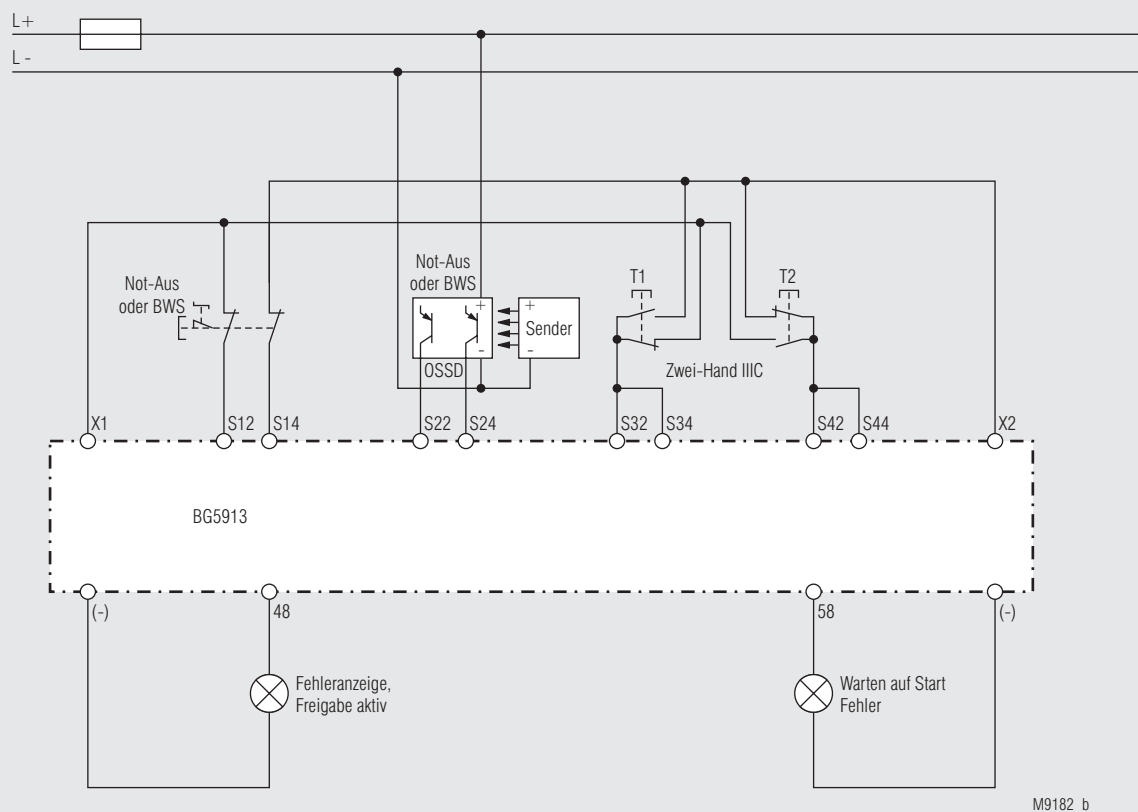 L+
L -
Not-Aus
oder BWS
Not-Aus
oder BWS
T1
T2
+
+
Sender
-
-
OSSD
Zwei-Hand IIIC
X1
S12
S14
S22
S24
S32
S34
S42
S44
X2
BG5913
(-)
48
58
(-)
Fehleranzeige,
Freigabe aktiv
Warten auf Start
Fehler
M9182_b